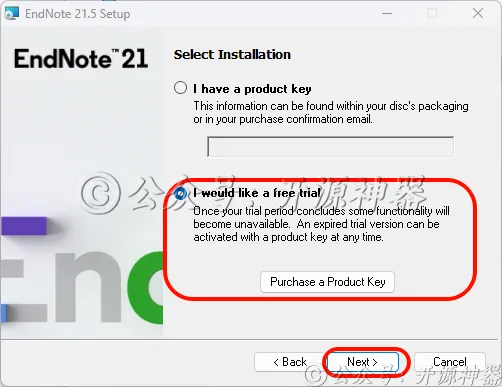 EndNote 21.5 Setup
EndNote™21
Select Installation
I have a product key
This information can be found within your disc's packaging
or in your purchase confirmation email.
I would like a free trial
公众号：开源神器
Once your trial period concludes some functionality will
become unavailable. An expired trial version can be
activated with a product key at any time.
Endno
Purchase a Product Key
< Back
Next >
Cancel
公众号：开源神器